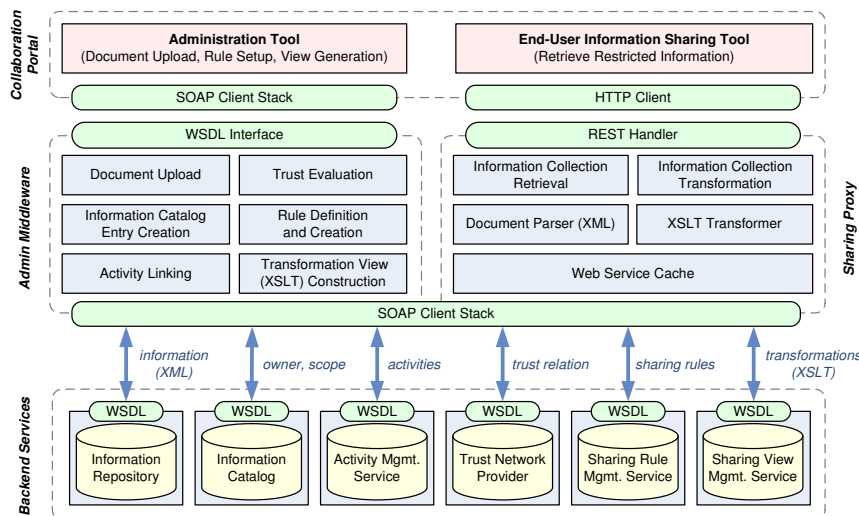 Collaboration
Portal
Administration Tool
(Document Upload, Rule Setup, View Generation)
End-User Information Sharing Tool
(Retrieve Restricted Information)
SOAP Client Stack
HTTP Client
Admin Middleware
WSDL Interface
Document Upload
Trust Evaluation
Information Catalog
Entry Creation
Rule Definition
and Creation
Activity Linking
Transformation View
(XSLT) Construction
REST Handler
Information Collection
Retrieval
Information Collection
Transformation
Document Parser (XML)
XSLT Transformer
Web Service Cache
Sharing Proxy
SOAP Client Stack
information
(XML)
owner, scope
activities
trust relation
sharing rules
transformations
(XSLT)
Backend Services
WSDL
Information
Repository
WSDL
Information
Catalog
WSDL
Activity Mgmt.
Service
WSDL
Trust Network
Provider
WSDL
Sharing Rule
Mgmt. Service
WSDL
Sharing View
Mgmt. Service